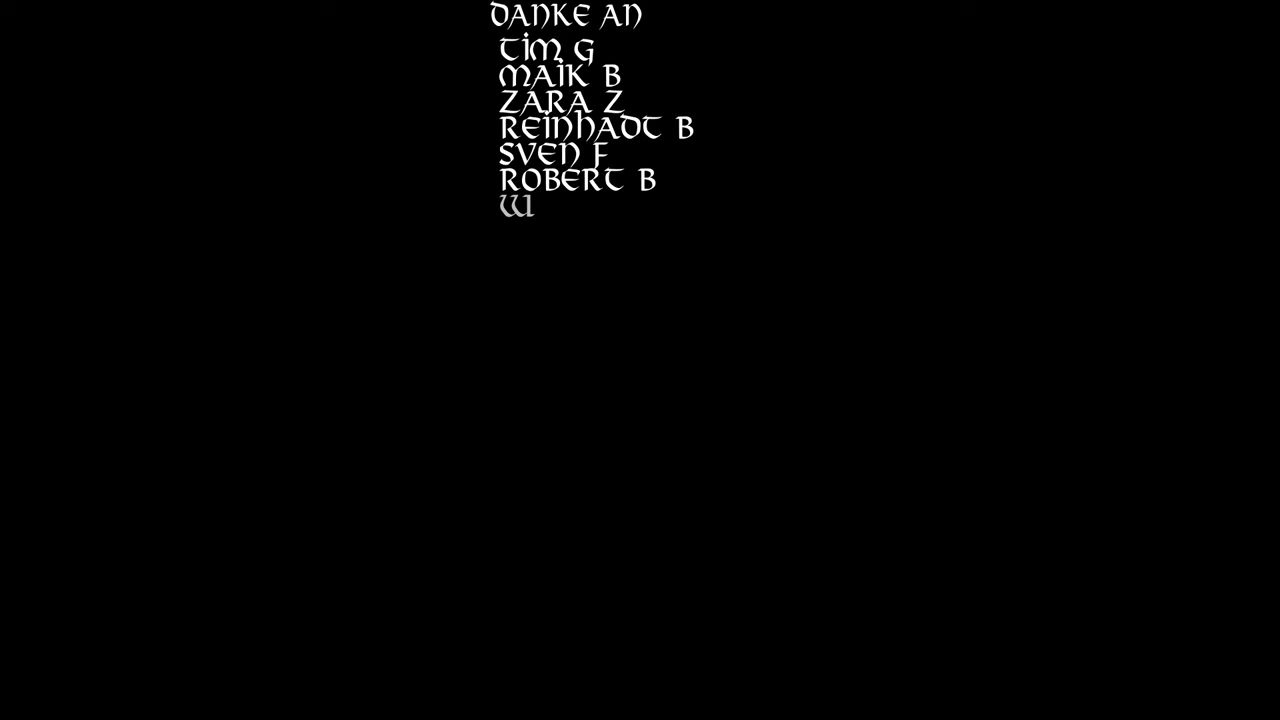 DANKE AN
TIM G
MAIK B
ZARA Z
REINHADT B
SVEN F
ROBERT B
W